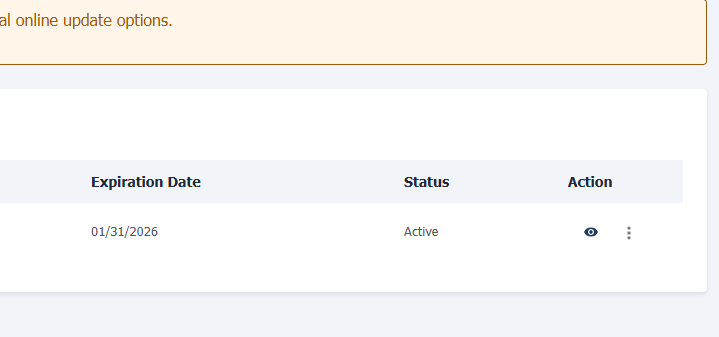 al online update options.
Expiration Date Status Action
01/31/2026 Active